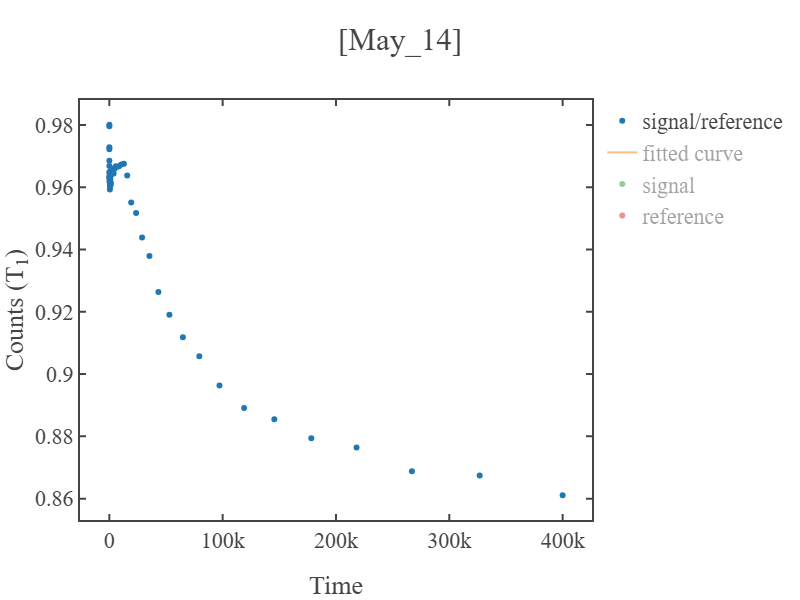 [May_14]
0.98
0.96
0.94
0.92
0.9
0.88
0.86
Counts (T1)
0 100k 200k 300k 400k
Time
signal/reference
fitted curve
signal
reference